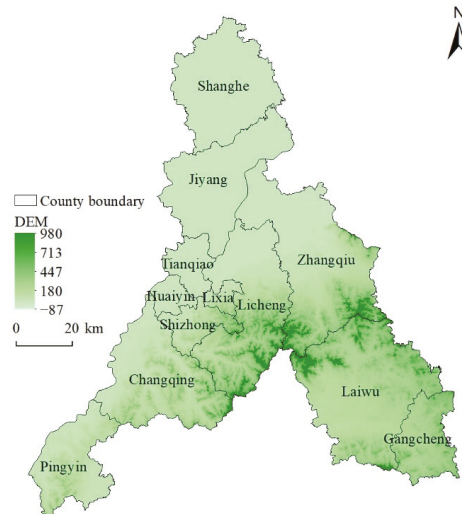 N
Shanghe
Jiyang
County boundary
DEM
980
713
447
180
−87
0 20 km
Tianqiao
Zhangqiu
Huaiyin
Lixia
Licheng
Shizhong
Changqing
Laiwu
Gangcheng
Pingyin